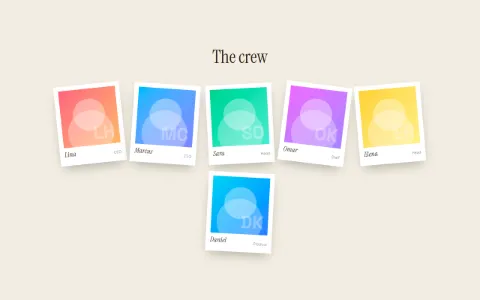 The crew
LH
Lina
MC
Marcus
SO
Sara
OK
Omar
Elena
DK
Daniel